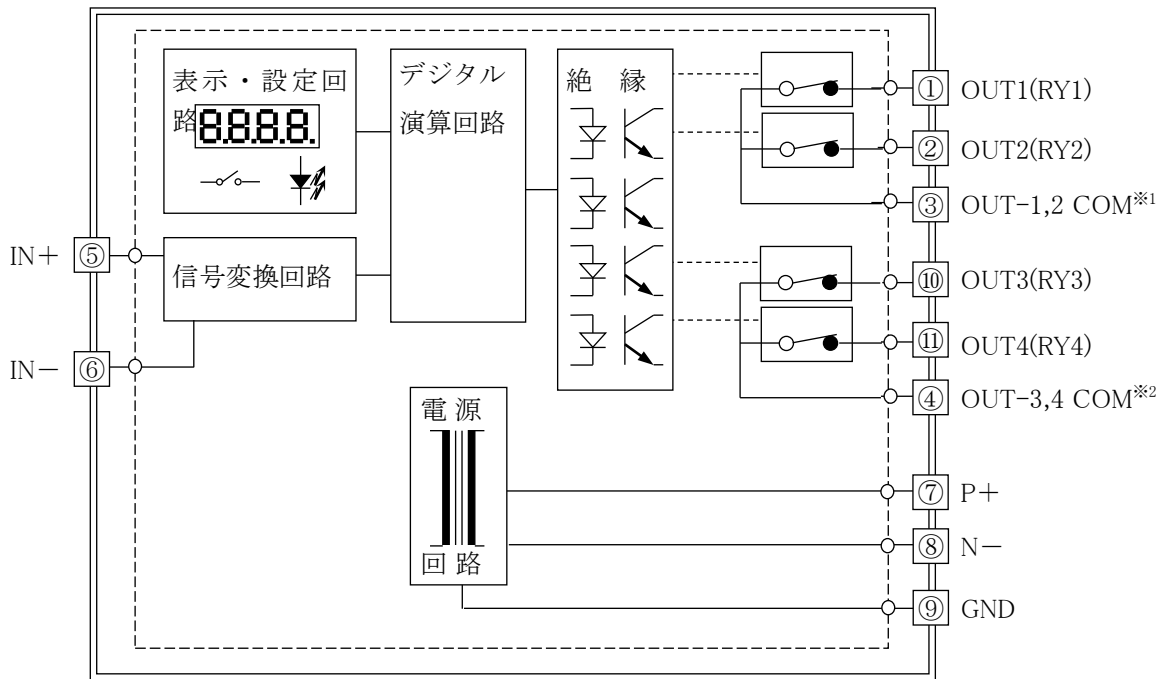 表示・設定回
路
8.8.8.8.
デジタル
演算回路
絶 縁
信号変換回路
電 源
回 路
IN+ ⑤
IN− ⑥
① OUT1(RY1)
② OUT2(RY2)
③ OUT-1,2 COM※1
⑩ OUT3(RY3)
⑪ OUT4(RY4)
④ OUT-3,4 COM※2
⑦ P+
⑧ N−
⑨ GND